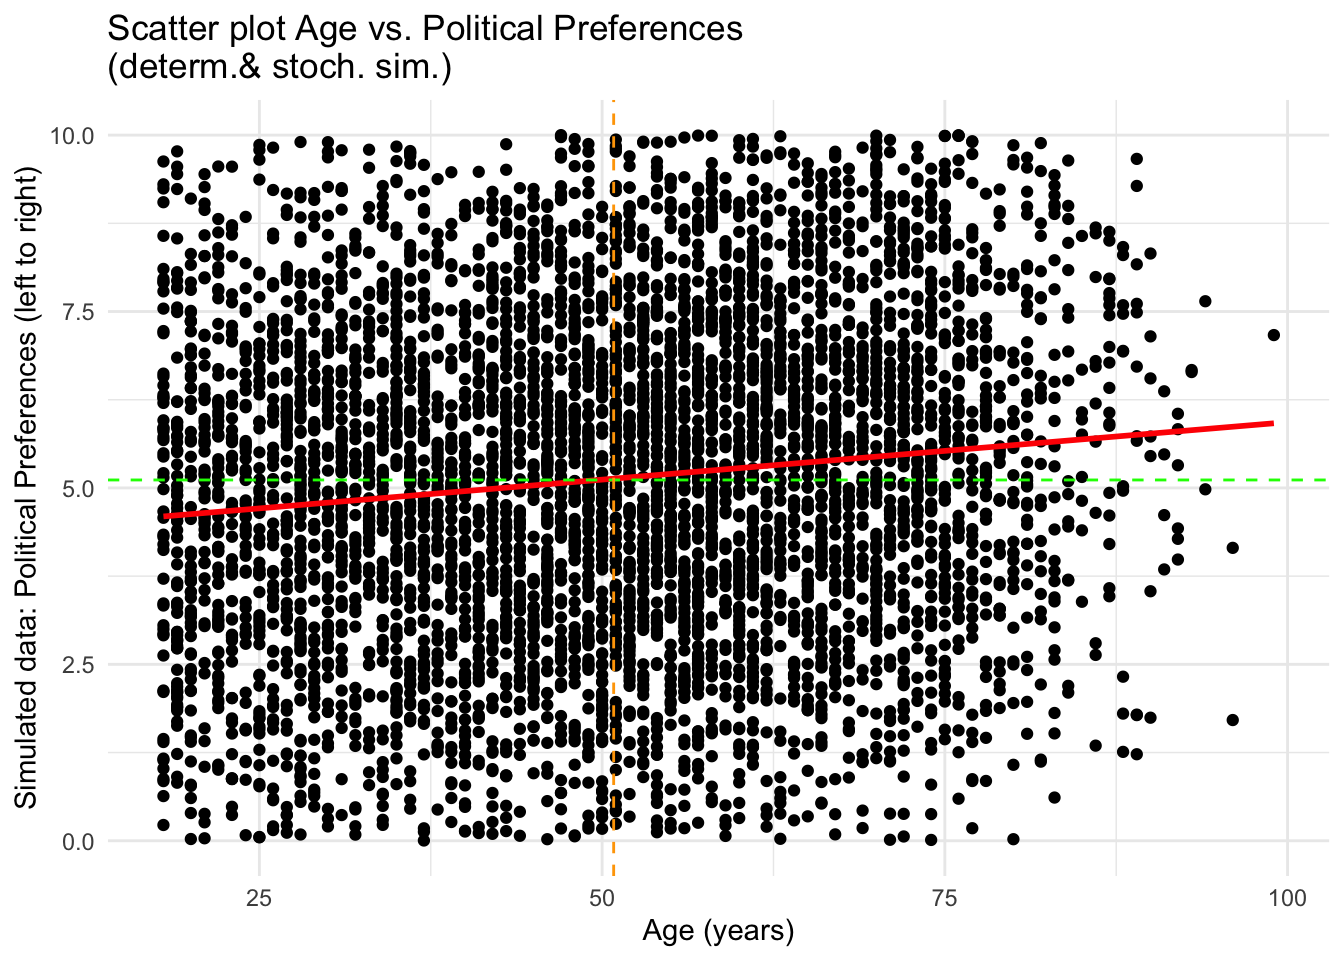 Scatter plot Age vs. Political Preferences
(determ.& stoch. sim.)
Simulated data: Political Preferences (left to right)
10.0
7.5
5.0
2.5
0.0
25
50
75
100
Age (years)